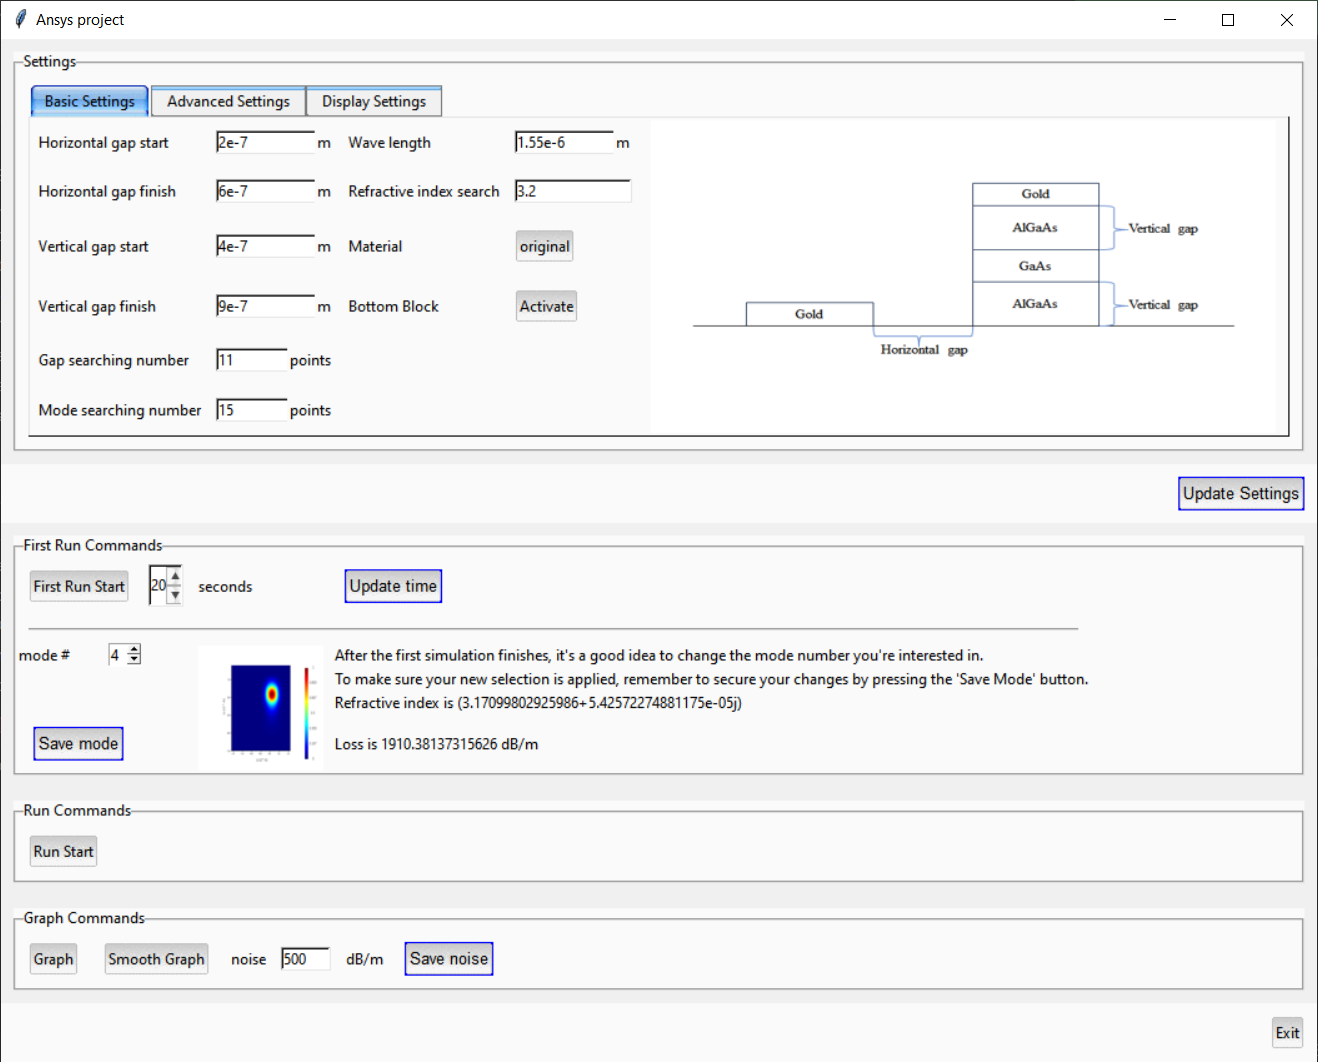 Ansys project
Settings
Basic Settings Advanced Settings Display Settings
Horizontal gap start 2e-7 m Wave length 1.55e-6 m
Horizontal gap finish 6e-7 m Refractive index search 3.2
Vertical gap start 4e-7 m Material original
Vertical gap finish 9e-7 m Bottom Block Activate
Gap searching number 11 points
Mode searching number 15 points
Gold
AlGaAs Vertical gap
GaAs
AlGaAs Vertical gap
Gold
Horizontal gap
Update Settings
First Run Commands
First Run Start 20 seconds Update time
mode # 4
After the first simulation finishes, it's a good idea to change the mode number you're interested in.
To make sure your new selection is applied, remember to secure your changes by pressing the 'Save Mode' button.
Refractive index is (3.17099802925986+5.42572274881175e-05j)
Save mode Loss is 1910.38137315626 dB/m
Run Commands
Run Start
Graph Commands
Graph Smooth Graph noise 500 dB/m Save noise
Exit